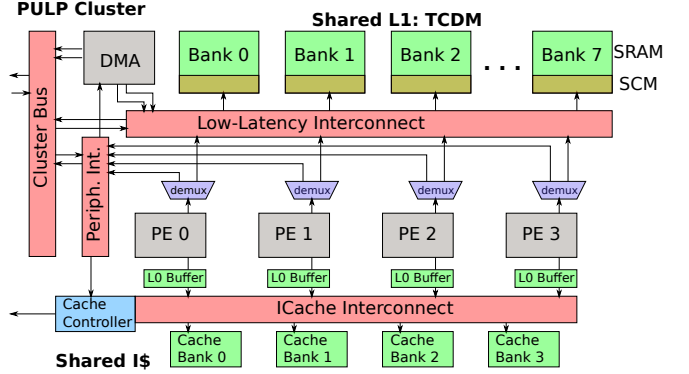 PULP Cluster
Shared L1: TCDM
DMA
Bank 0
Bank 1
Bank 2
. . .
Bank 7
SRAM
SCM
Cluster Bus
Low-Latency Interconnect
Periph. Int.
demux
demux
demux
demux
PE 0
PE 1
PE 2
PE 3
L0 Buffer
L0 Buffer
L0 Buffer
L0 Buffer
Cache
Controller
ICache Interconnect
Shared I$
Cache
Bank 0
Cache
Bank 1
Cache
Bank 2
Cache
Bank 3